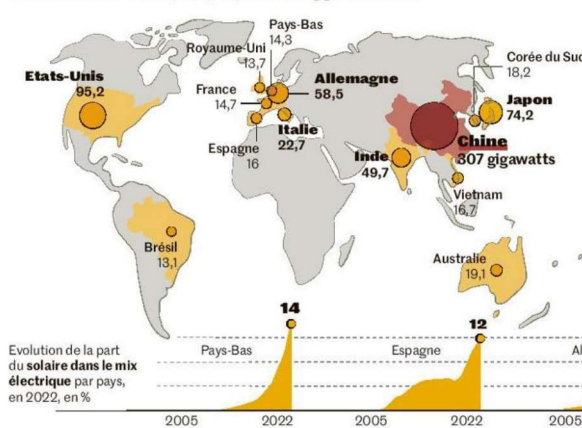 Pays-Bas
14,3
Royaume-Uni
13,7
Etats-Unis
95,2
France
14,7
Allemagne
58,5
Corée du Sud
18,2
Japon
74,2
Italie
22,7
Espagne
16
Chine
307 gigawatts
Inde
49,7
Vietnam
16,7
Brésil
13,1
Australie
19,1
Evolution de la part
du solaire dans le mix
électrique par pays,
en 2022, en %
Pays-Bas
14
Espagne
12
2005
2022
2005
2022
2005